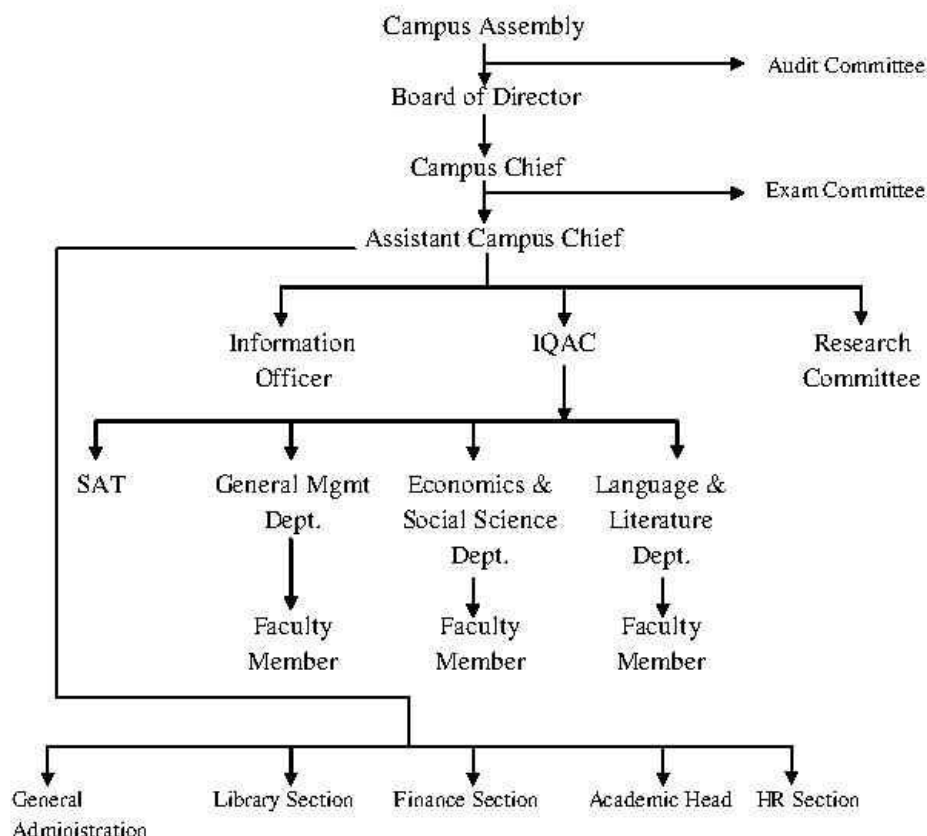 Campus Assembly
Audit Committee
Board of Director
Campus Chief
Exam Committee
Assistant Campus Chief
Information
Officer
IQAC
Research
Committee
SAT
General Mgmt
Dept.
Economics &
Social Science
Dept.
Language &
Literature
Dept.
Faculty
Member
Faculty
Member
Faculty
Member
General
Administration
Library Section
Finance Section
Academic Head
HR Section